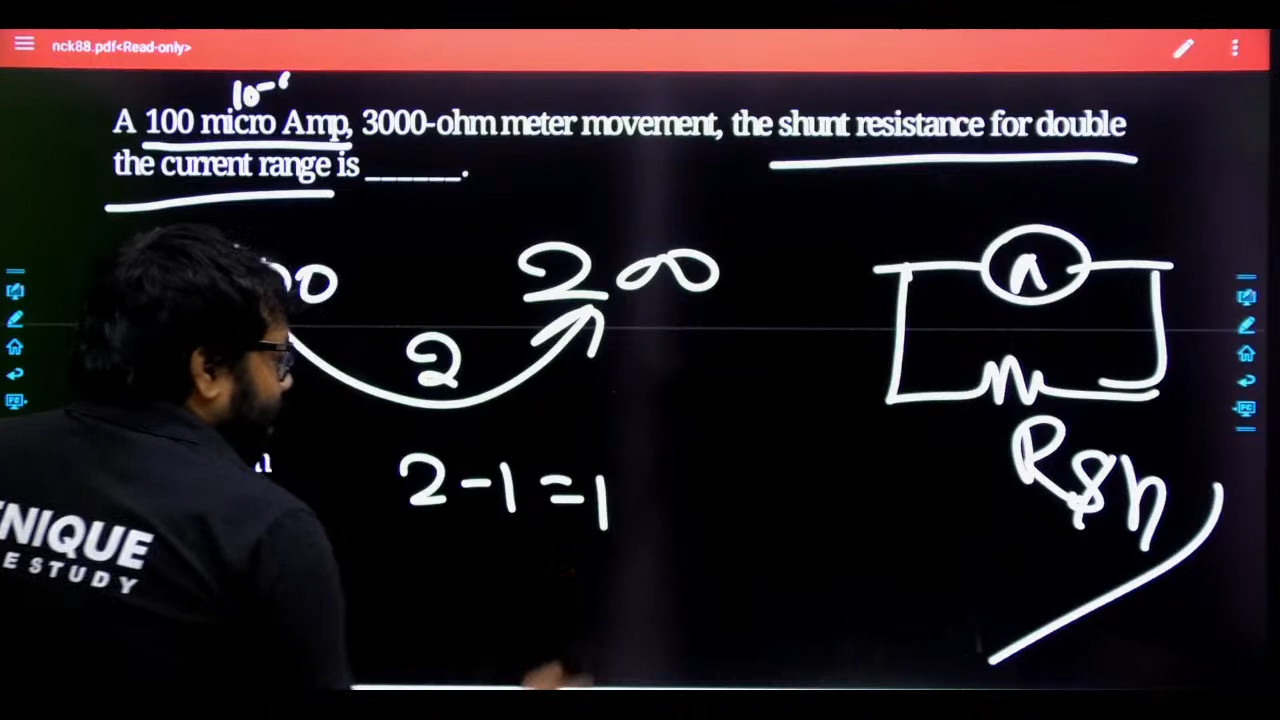 nck88.pdf<Read-only>
10-6
A 100 micro Amp, 3000-ohm meter movement, the shunt resistance for double
the current range is ______.
200
A
2
2-1=1
Rsh
NIQUE
E STUDY